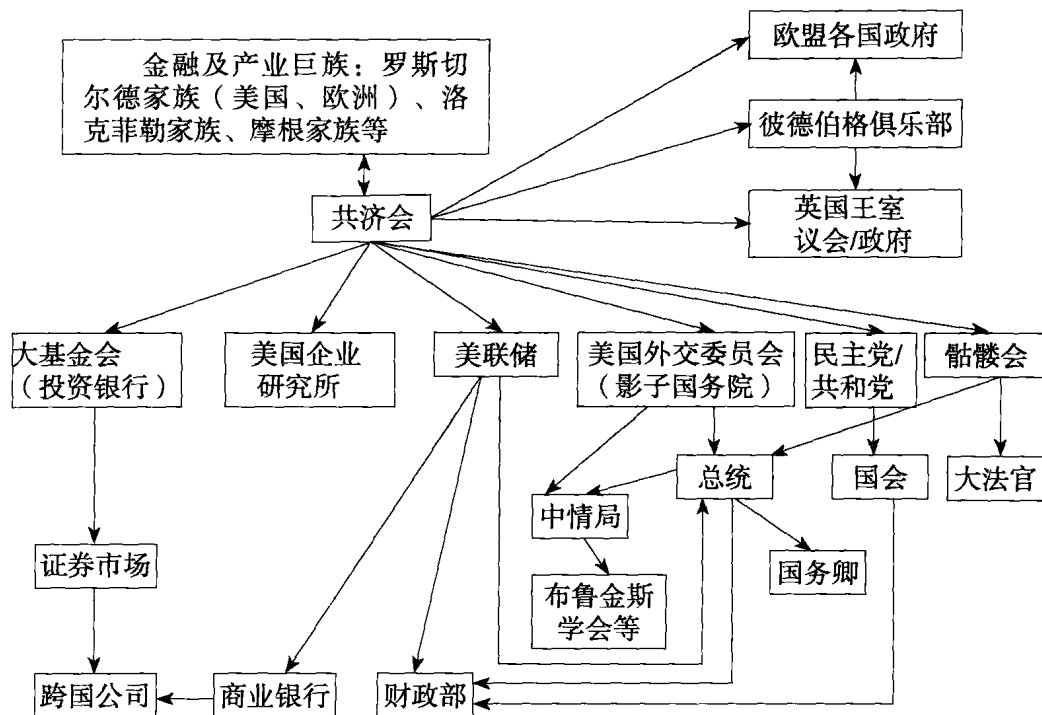 金融及产业巨族：罗斯切
尔德家族（美国、欧洲）、洛
克菲勒家族、摩根家族等
欧盟各国政府
彼德伯格俱乐部
英国王室
议会/政府
共济会
大基金会
（投资银行）
美国企业
研究所
美联储
美国外交委员会
（影子国务院）
民主党/
共和党
骷髅会
总统
国会
大法官
中情局
证券市场
国务卿
布鲁金斯
学会等
跨国公司
商业银行
财政部